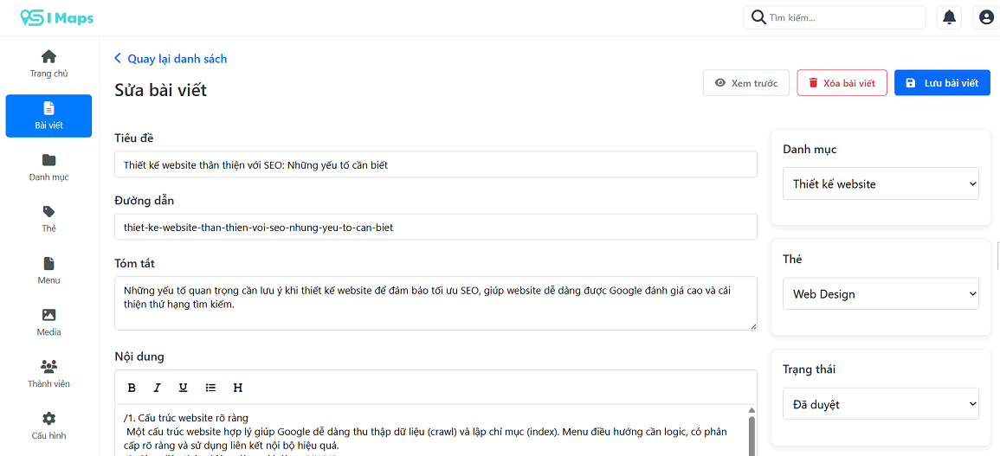 SI Maps
Tìm kiếm...
Trang chủ
Bài viết
Danh mục
Thẻ
Menu
Media
Thành viên
Cấu hình
Quay lại danh sách
Sửa bài viết
Xem trước
Xóa bài viết
Lưu bài viết
Tiêu đề
Thiết kế website thân thiện với SEO: Những yếu tố cần biết
Đường dẫn
thiet-ke-website-than-thien-voi-seo-nhung-yeu-to-can-biet
Tóm tắt
Những yếu tố quan trọng cần lưu ý khi thiết kế website để đảm bảo tối ưu SEO, giúp website dễ dàng được Google đánh giá cao và cải
thiện thứ hạng tìm kiếm.
Nội dung
B I U H
/1. Cấu trúc website rõ ràng
Một cấu trúc website hợp lý giúp Google dễ dàng thu thập dữ liệu (crawl) và lập chỉ mục (index). Menu điều hướng cần logic, có phân
cấp rõ ràng và sử dụng liên kết nội bộ hiệu quả.
Danh mục
Thiết kế website
Thẻ
Web Design
Trạng thái
Đã duyệt